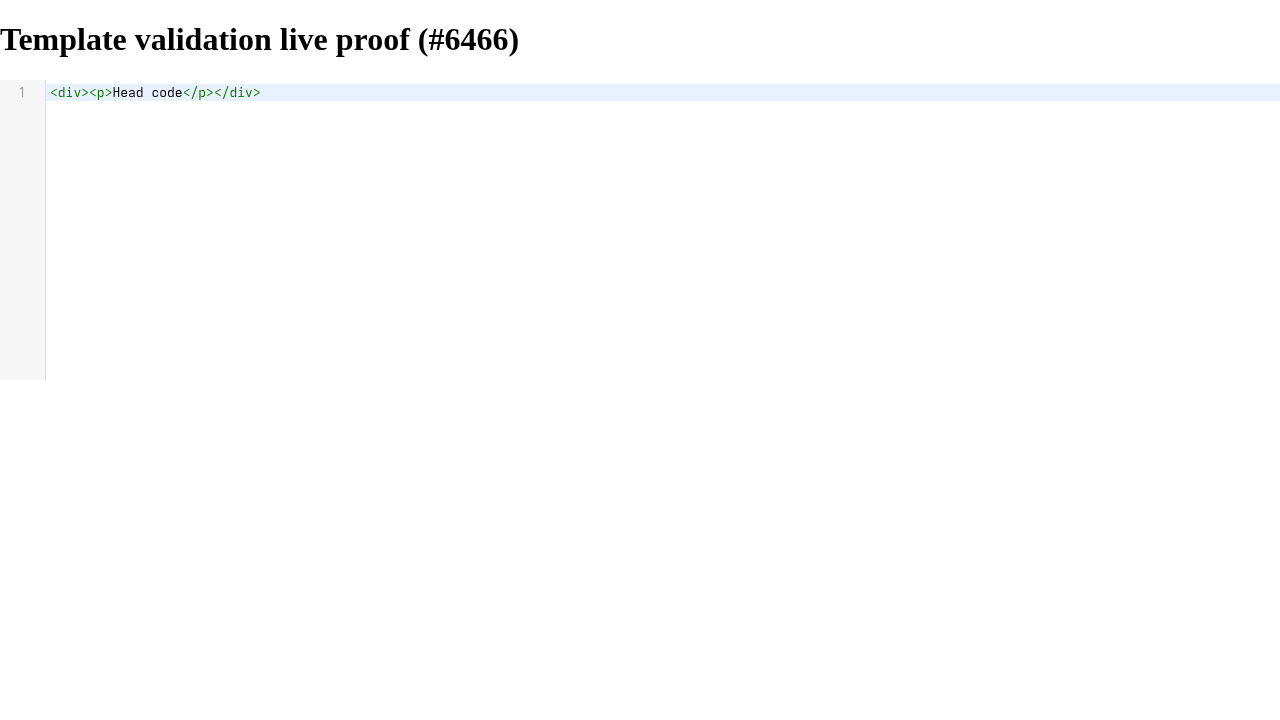 Template validation live proof (#6466)
1 <div><p>Head code</p></div>